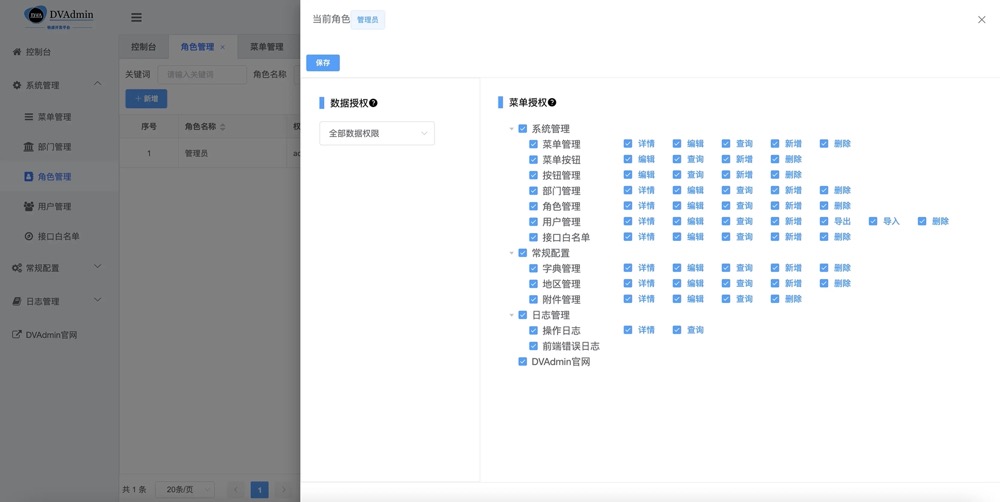 DVAdmin
控制台
系统管理
菜单管理
部门管理
角色管理
用户管理
接口白名单
常规配置
日志管理
DVAdmin官网
控制台 角色管理 × 菜单管理
关键词 请输入关键词 角色名称
+ 新增
序号 角色名称 权
1 管理员 ad
共 1 条 20条/页 1
当前角色 管理员
保存
数据授权
全部数据权限
菜单授权
系统管理
菜单管理 详情 编辑 查询 新增 删除
菜单按钮 编辑 查询 新增 删除
按钮管理 编辑 查询 新增 删除
部门管理 详情 编辑 查询 新增 删除
角色管理 详情 编辑 查询 新增 删除
用户管理 详情 编辑 查询 新增 导出 导入 删除
接口白名单 详情 编辑 查询 新增 删除
常规配置
字典管理 详情 编辑 查询 新增 删除
地区管理 详情 编辑 查询 新增 删除
附件管理 详情 编辑 查询 新增 删除
日志管理
操作日志 详情 查询
前端错误日志
DVAdmin官网